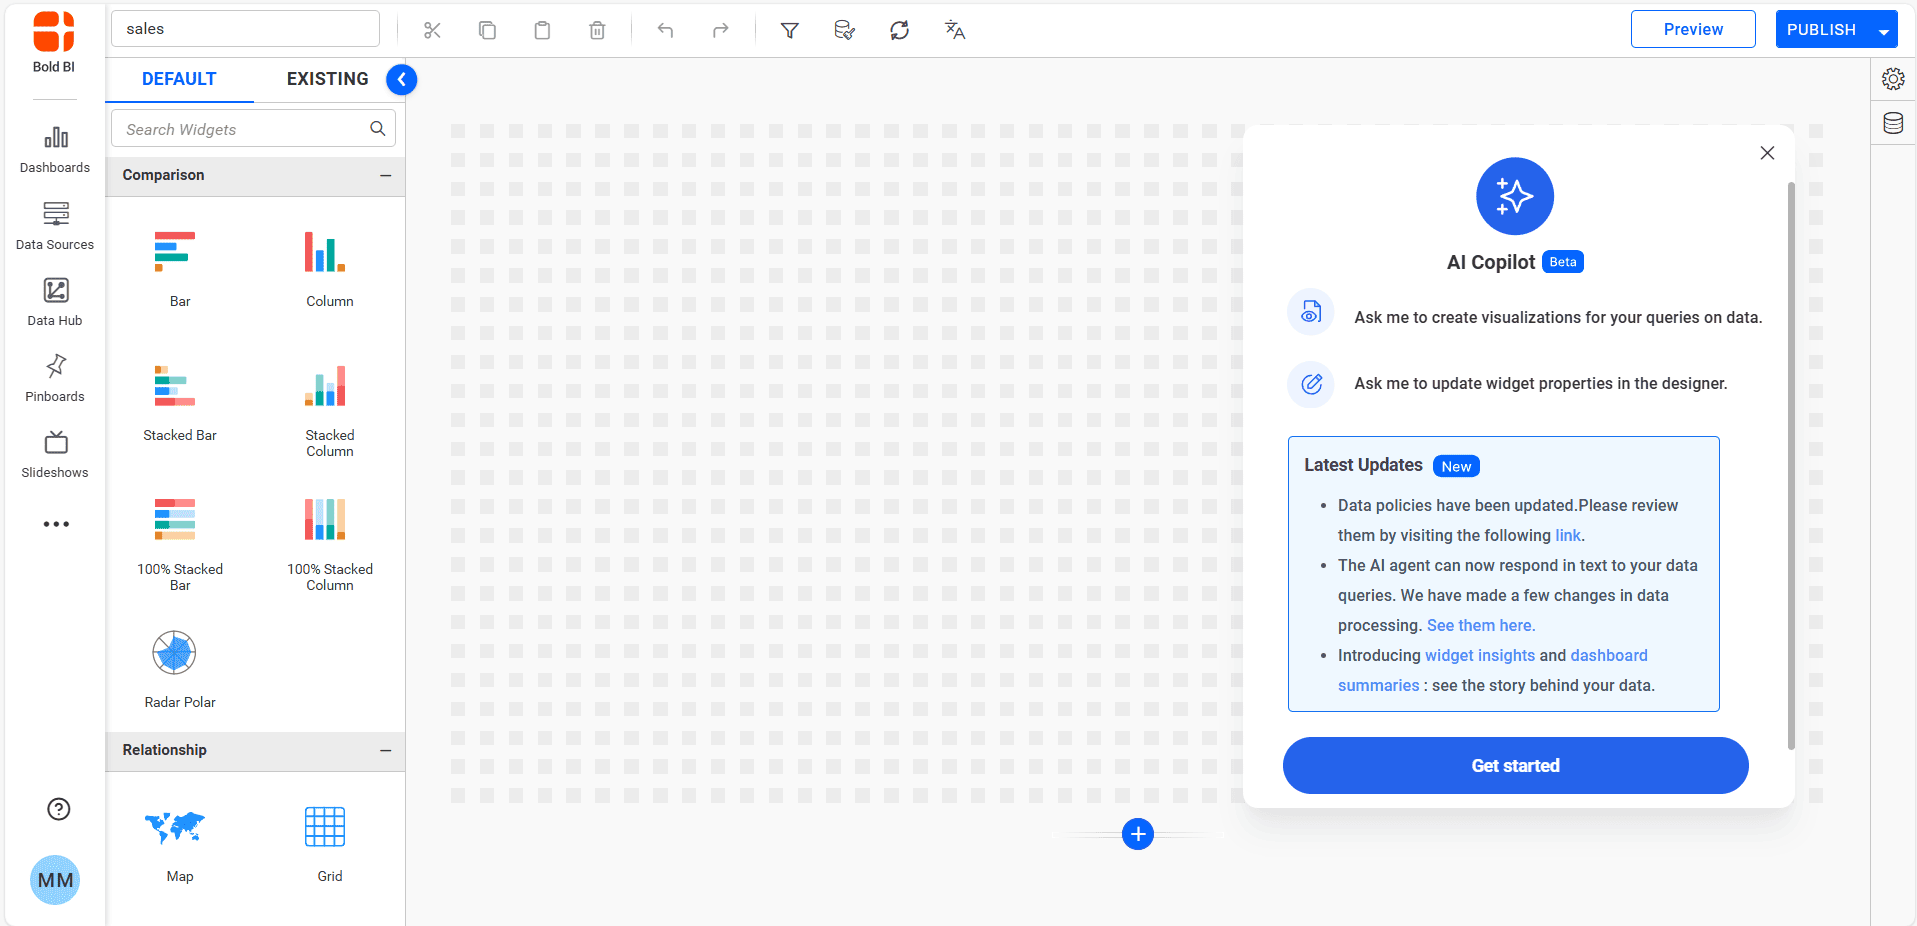 Bold BI
sales
Preview
PUBLISH
DEFAULT
EXISTING
Search Widgets
Comparison
Bar
Column
Stacked Bar
Stacked
Column
100% Stacked
Bar
100% Stacked
Column
Radar Polar
Relationship
Map
Grid
Dashboards
Data Sources
Data Hub
Pinboards
Slideshows
MM
AI Copilot Beta
Ask me to create visualizations for your queries on data.
Ask me to update widget properties in the designer.
Latest Updates New
• Data policies have been updated.Please review
them by visiting the following link.
• The AI agent can now respond in text to your data
queries. We have made a few changes in data
processing. See them here.
• Introducing widget insights and dashboard
summaries : see the story behind your data.
Get started